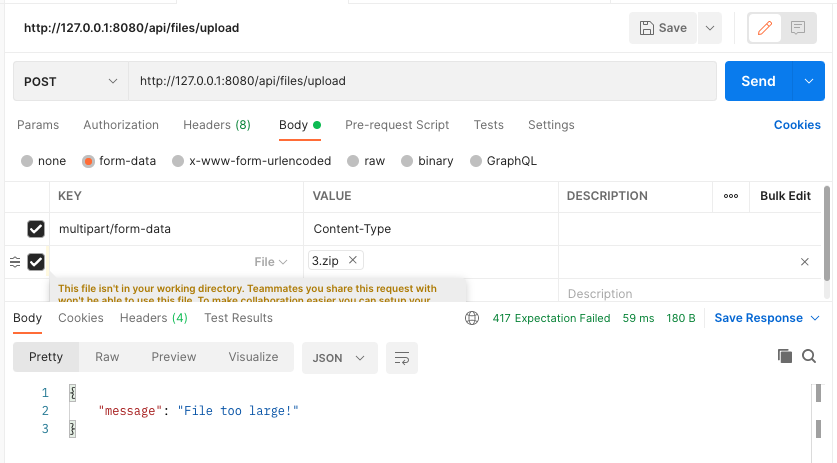 http://127.0.0.1:8080/api/files/upload
Save
POST
http://127.0.0.1:8080/api/files/upload
Send
Params Authorization Headers (8) Body Pre-request Script Tests Settings Cookies
none form-data x-www-form-urlencoded raw binary GraphQL
KEY VALUE DESCRIPTION ooo Bulk Edit
multipart/form-data Content-Type
File 3.zip
This file isn't in your working directory. Teammates you share this request with
won't be able to use this file. To make collaboration easier you can setup your
Description
Body Cookies Headers (4) Test Results 417 Expectation Failed 59 ms 180 B Save Response
Pretty Raw Preview Visualize JSON
1 {
2 "message": "File too large!"
3 }